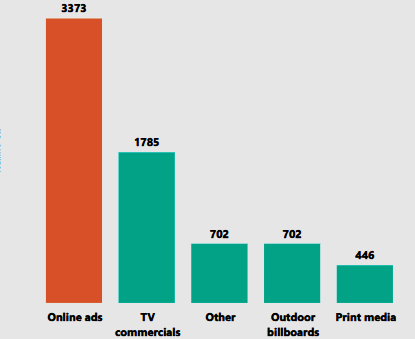 3373
1785
702
702
446
Online ads
TV
commercials
Other
Outdoor
billboards
Print media